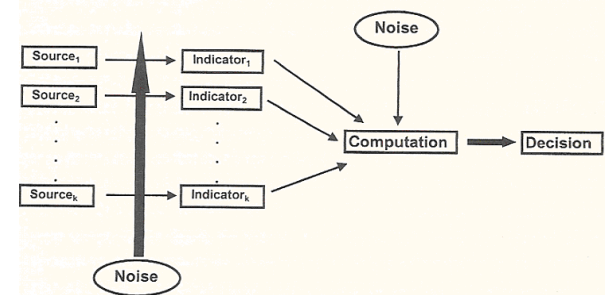 Noise
Source₁ Indicator₁
Source₂ Indicator₂
Computation Decision
Sourceₖ Indicatorₖ
Noise